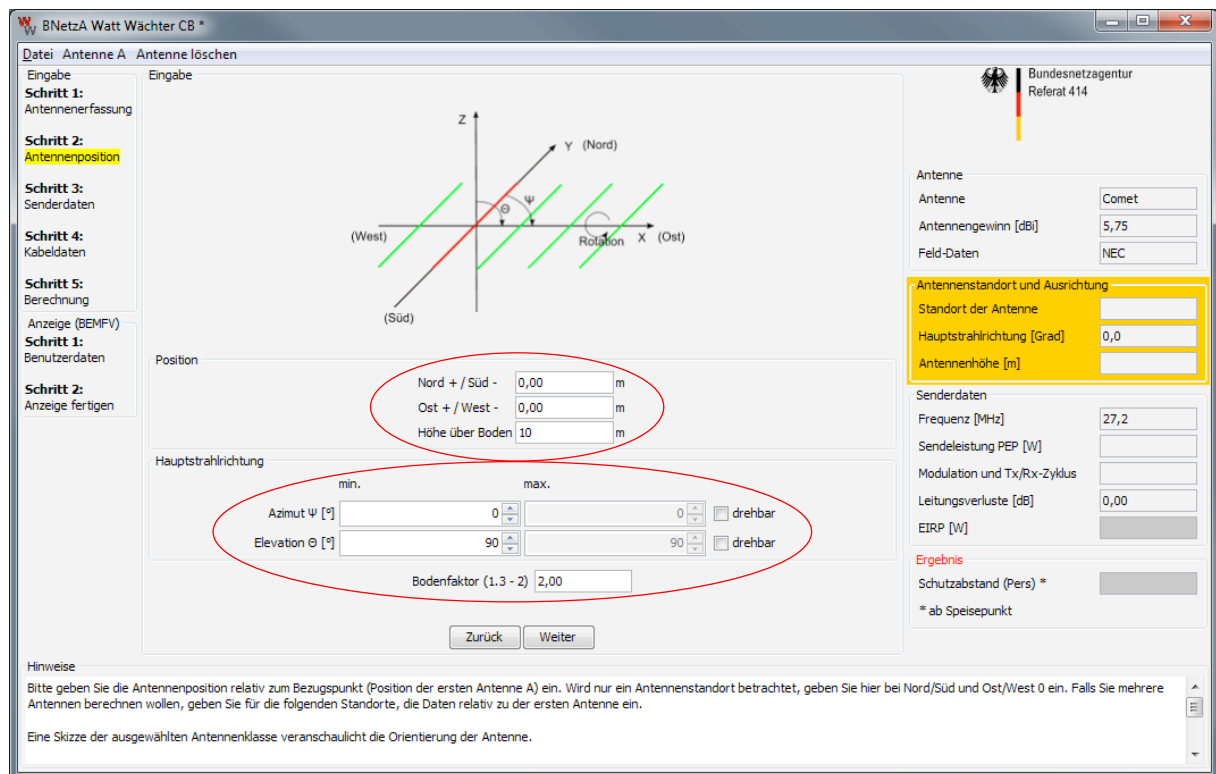 BNetzA Watt Wächter CB *
Datei Antenne A Antenne löschen
Eingabe
Schritt 1:
Antennenerfassung
Schritt 2:
Antennenposition
Schritt 3:
Senderdaten
Schritt 4:
Kabeldaten
Schritt 5:
Berechnung
Anzeige (BEMFV)
Schritt 1:
Benutzerdaten
Schritt 2:
Anzeige fertigen
Eingabe
Z
Y (Nord)
Θ Ψ
(West)
Rotation X (Ost)
(Süd)
Position
Nord + / Süd - 0,00 m
Ost + / West - 0,00 m
Höhe über Boden 10 m
Hauptstrahlrichtung
min. max.
Azimut Ψ [°] 0 0 drehbar
Elevation Θ [°] 90 90 drehbar
Bodenfaktor (1.3 - 2) 2,00
Zurück Weiter
Bundesnetzagentur
Referat 414
Antenne
Antenne Comet
Antennengewinn [dBi] 5,75
Feld-Daten NEC
Antennenstandort und Ausrichtung
Standort der Antenne
Hauptstrahlrichtung [Grad] 0,0
Antennenhöhe [m]
Senderdaten
Frequenz [MHz] 27,2
Sendeleistung PEP [W]
Modulation und Tx/Rx-Zyklus
Leitungsverluste [dB] 0,00
EIRP [W]
Ergebnis
Schutzabstand (Pers) *
* ab Speisepunkt
Hinweise
Bitte geben Sie die Antennenposition relativ zum Bezugspunkt (Position der ersten Antenne A) ein. Wird nur ein Antennenstandort betrachtet, geben Sie hier bei Nord/Süd und Ost/West 0 ein. Falls Sie mehrere
Antennen berechnen wollen, geben Sie für die folgenden Standorte, die Daten relativ zu der ersten Antenne ein.
Eine Skizze der ausgewählten Antennenklasse veranschaulicht die Orientierung der Antenne.